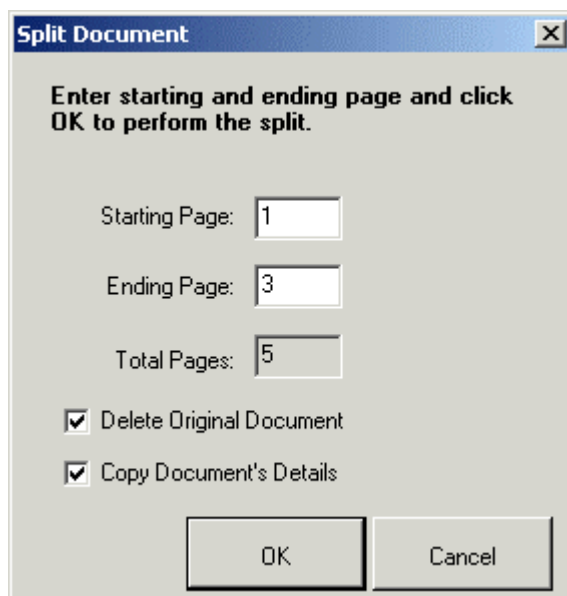 Split Document
Enter starting and ending page and click
OK to perform the split.
Starting Page: 1
Ending Page: 3
Total Pages: 5
Delete Original Document
Copy Document's Details
OK Cancel